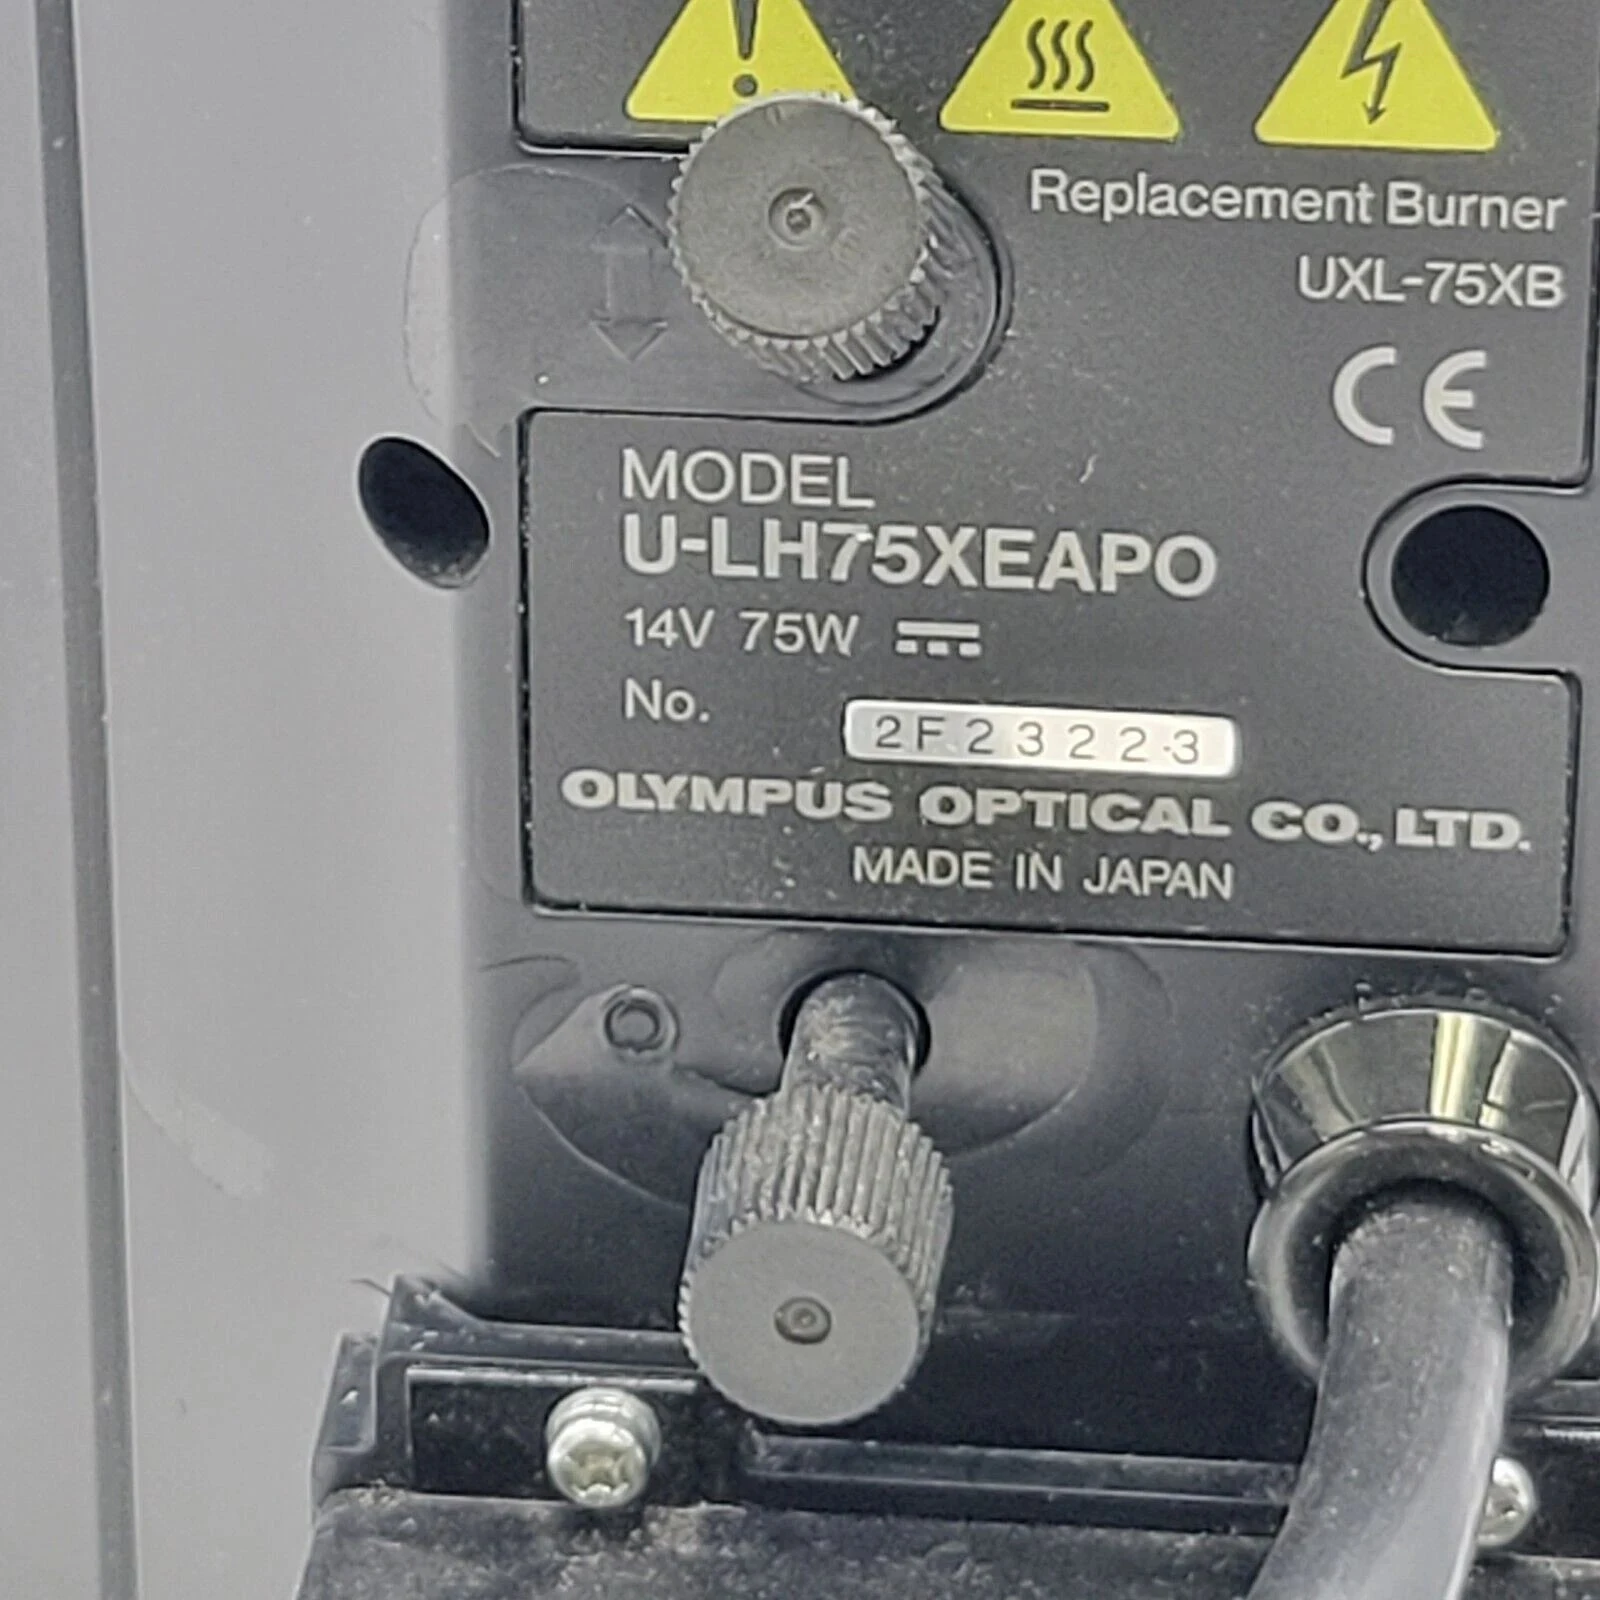 Replacement Burner
UXL-75XB
CE
MODEL
U-LH75XEAPO
14V 75W
No. 2F23223
OLYMPUS OPTICAL CO., LTD.
MADE IN JAPAN